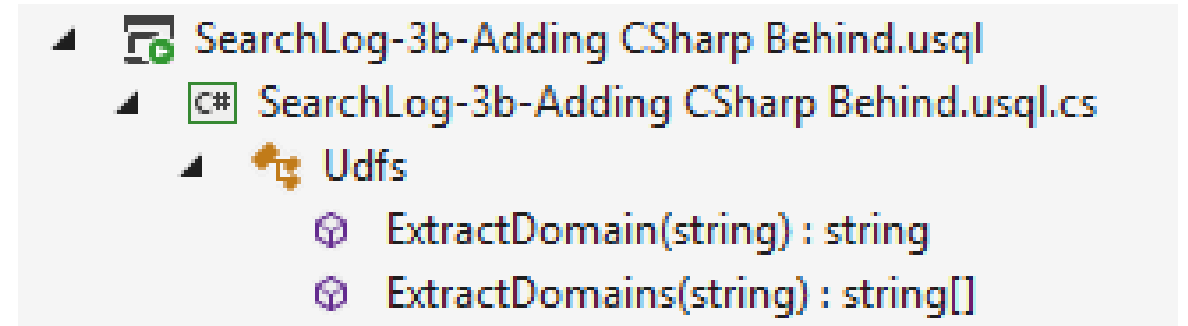 SearchLog-3b-Adding CSharp Behind.usql
C# SearchLog-3b-Adding CSharp Behind.usql.cs
Udfs
ExtractDomain(string) : string
ExtractDomains(string) : string[]